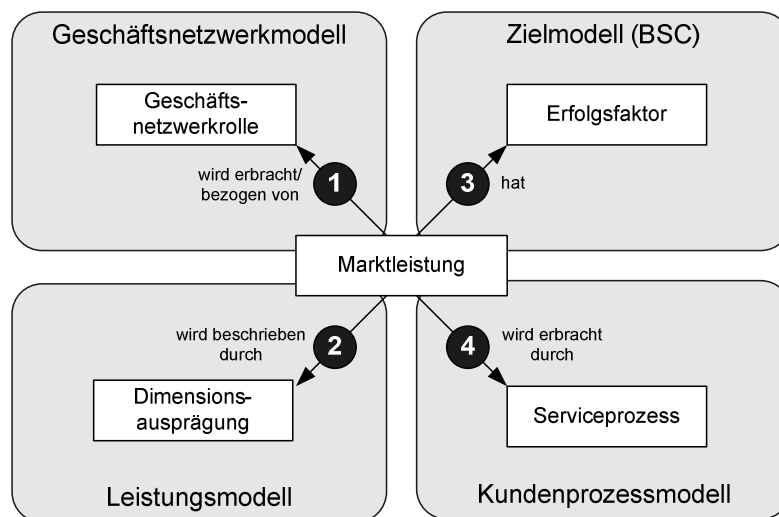 Geschäftsnetzwerkmodell
Geschäfts-
netzwerkrolle
wird erbracht/
bezogen von
1
Zielmodell (BSC)
Erfolgsfaktor
3
hat
Marktleistung
wird beschrieben
durch
2
Dimensions-
ausprägung
Leistungsmodell
4
wird erbracht
durch
Serviceprozess
Kundenprozessmodell